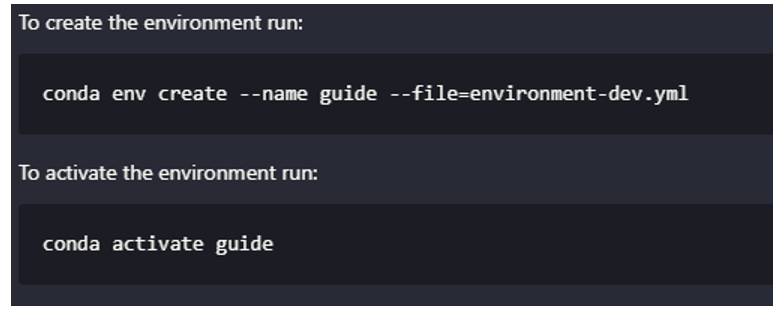 To create the environment run:
conda env create --name guide --file=environment-dev.yml
To activate the environment run:
conda activate guide